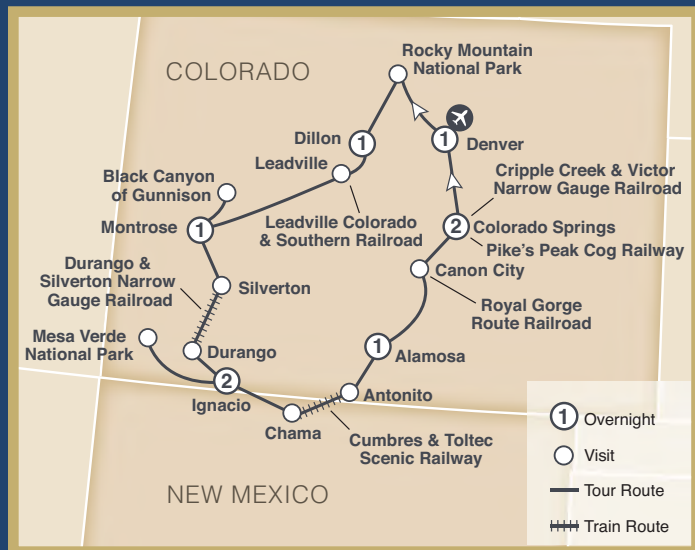 COLORADO
Rocky Mountain
National Park
Dillon
1
1
Denver
Leadville
Black Canyon
of Gunnison
Cripple Creek & Victor
Narrow Gauge Railroad
Montrose
1
Leadville Colorado
& Southern Railroad
2
Colorado Springs
Pike's Peak Cog Railway
Durango &
Silverton Narrow
Gauge Railroad
Silverton
Canon City
Royal Gorge
Route Railroad
Mesa Verde
National Park
Durango
1
Alamosa
2
Ignacio
Antonito
Chama
Cumbres & Toltec
Scenic Railway
NEW MEXICO
1 Overnight
Visit
Tour Route
Train Route